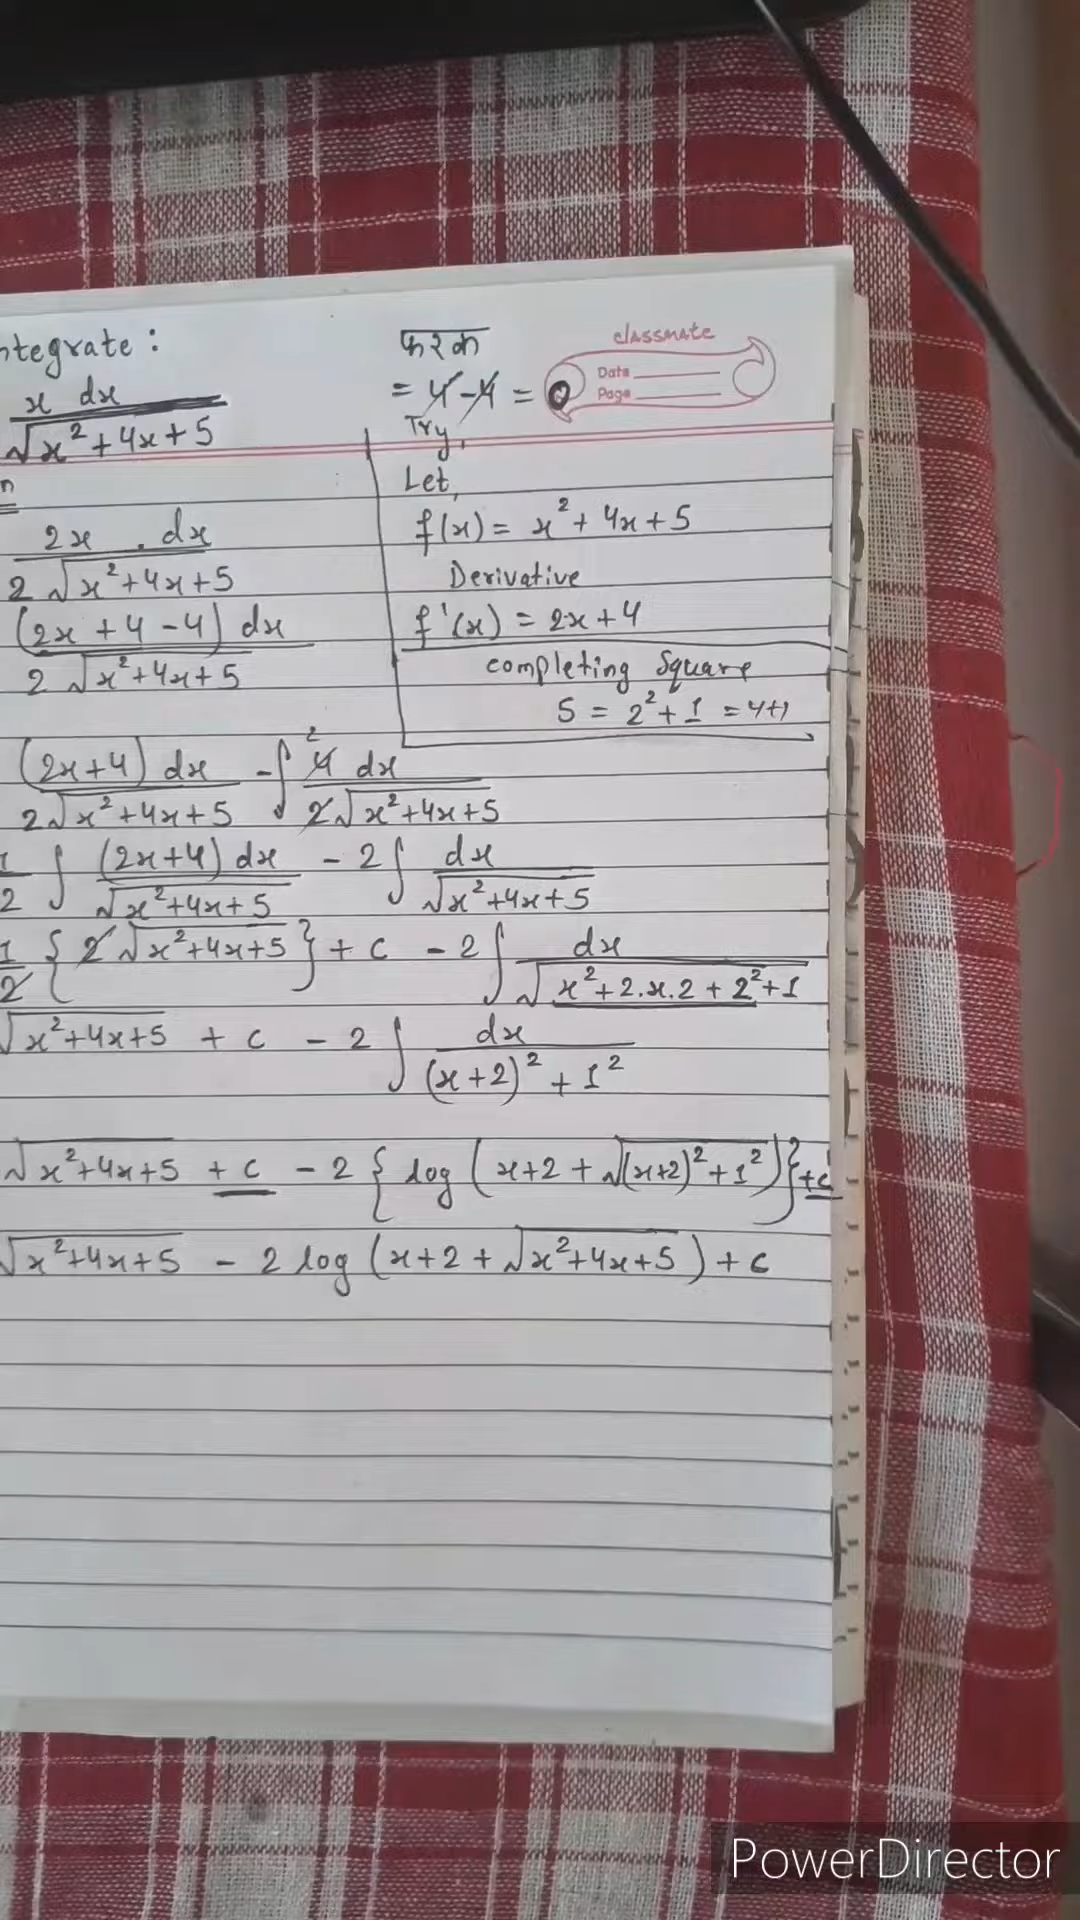 ntegrate :
x dx
√x²+4x+5
n
2x . dx
2 √x²+4x+5
(2x + 4 - 4) dx
2 √x²+4x+5
फरक
= 4 - 4 = 0
classmate
Date
Page
Try,
Let,
f(x) = x² + 4x + 5
Derivative
f'(x) = 2x + 4
completing Square
5 = 2² + 1 = 4+1
(2x+4) dx - ∫ 4 2 dx
2√x²+4x+5 2√x²+4x+5
1/2 ∫ (2x+4) dx - 2 ∫ dx
√x²+4x+5 √x²+4x+5
1/2 { 2√x²+4x+5 } + c - 2 ∫ dx
√x²+2.x.2 + 2²+1
√x²+4x+5 + c - 2 ∫ dx
(x+2)² + 1²
√x²+4x+5 + c - 2 { log (x+2 + √(x+2)²+1²) } + c
√x²+4x+5 - 2 log (x+2 + √x²+4x+5) + c
PowerDirector